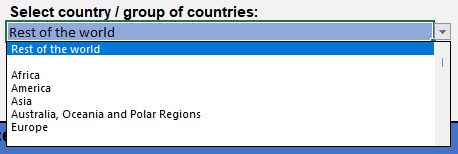 Select country / group of countries:
Rest of the world
Rest of the world
Africa
America
Asia
Australia, Oceania and Polar Regions
Europe